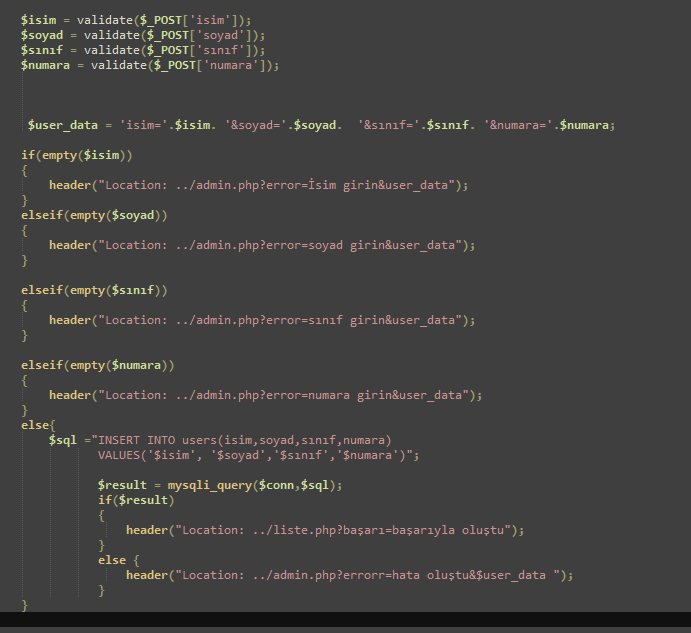 $isim = validate($_POST['isim']);
$soyad = validate($_POST['soyad']);
$sınıf = validate($_POST['sınıf']);
$numara = validate($_POST['numara']);
$user_data = 'isim='.$isim. '&soyad='.$soyad.  '&sınıf='.$sınıf. '&numara='.$numara;
if(empty($isim))
{
header("Location: ../admin.php?error=İsim girin&user_data");
}
elseif(empty($soyad))
{
header("Location: ../admin.php?error=soyad girin&user_data");
}
elseif(empty($sınıf))
{
header("Location: ../admin.php?error=sınıf girin&user_data");
}
elseif(empty($numara))
{
header("Location: ../admin.php?error=numara girin&user_data");
}
else{
$sql ="INSERT INTO users(isim,soyad,sınıf,numara)
VALUES('$isim', '$soyad','$sınıf','$numara')";
$result = mysqli_query($conn,$sql);
if($result)
{
header("Location: ../liste.php?başarı=başarıyla oluştu");
}
else {
header("Location: ../admin.php?errorr=hata oluştu&$user_data ");
}
}